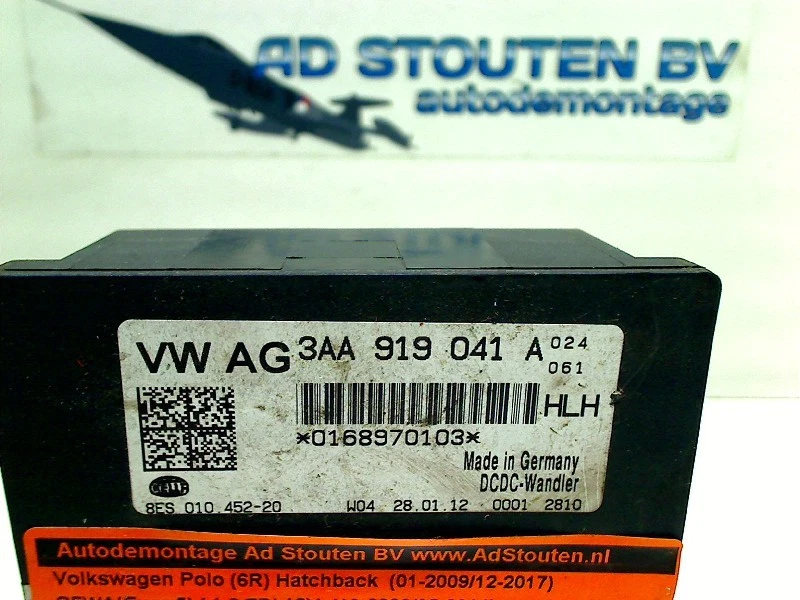 AD STOUTEN BV
autodemontage
VW AG 3AA 919 041 A 024
061
HLH
*0168970103*
Made in Germany
DCDC-Wandler
HELLA
8ES 010.452-20 W04 28.01.12 0001 2810
Autodemontage Ad Stouten BV www.AdStouten.nl
Volkswagen Polo (6R) Hatchback (01-2009/12-2017)